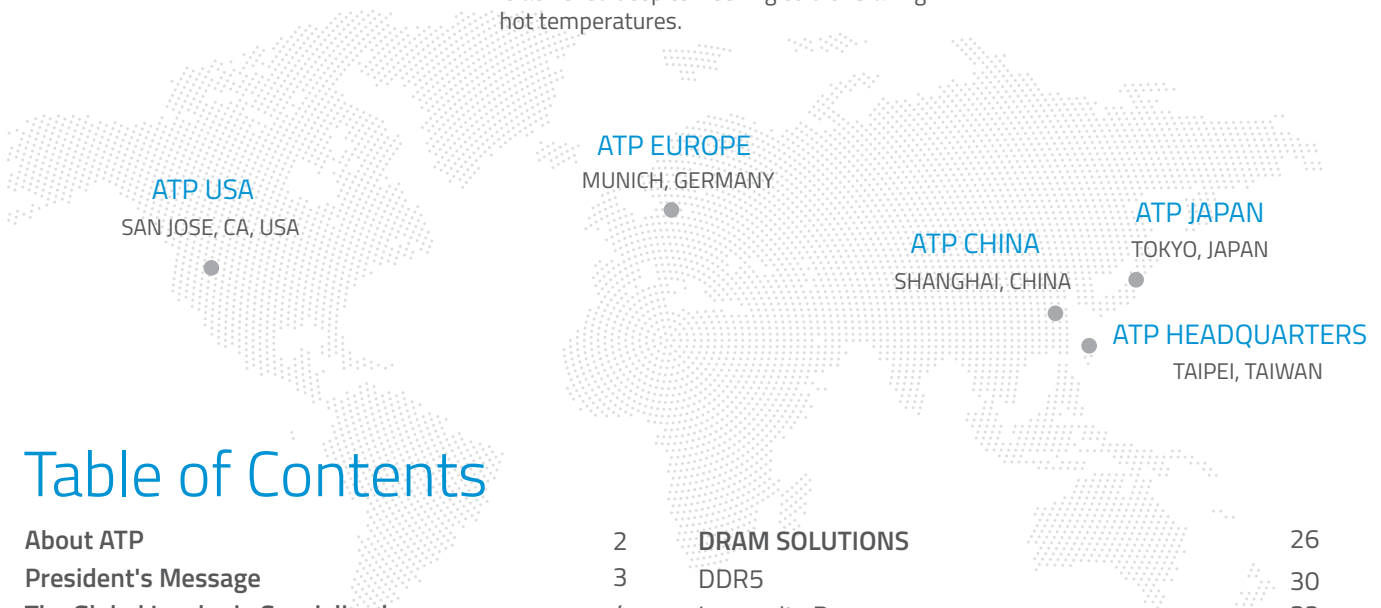 hot temperatures.
ATP EUROPE
MUNICH, GERMANY
ATP USA
SAN JOSE, CA, USA
ATP JAPAN
TOKYO, JAPAN
ATP CHINA
SHANGHAI, CHINA
ATP HEADQUARTERS
TAIPEI, TAIWAN
Table of Contents
About ATP 2
President's Message 3
DRAM SOLUTIONS 26
DDR5 30